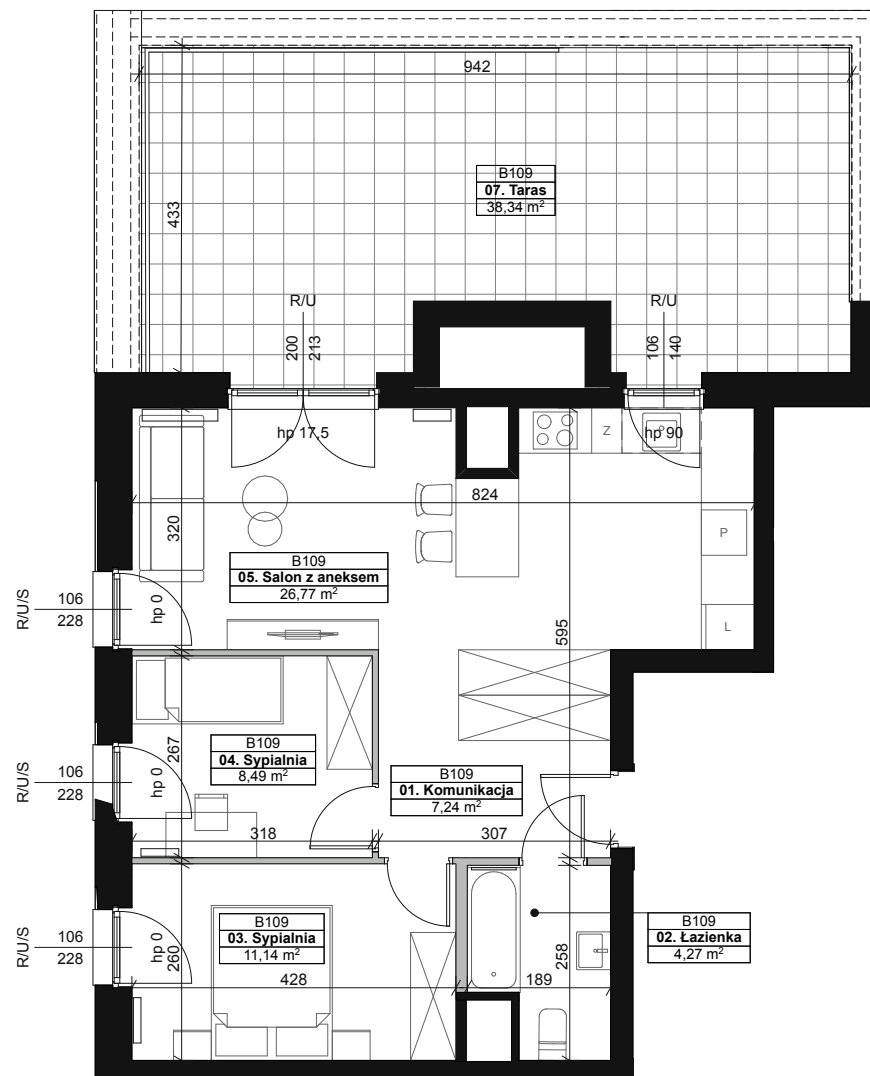 942
B109
07. Taras
38,34 m²
433
R/U
200
213
R/U
106
140
hp 17,5
Z
hp 90
824
320
P
B109
05. Salon z aneksem
26,77 m²
R/U/S
106
228
hp 0
L
595
B109
04. Sypialnia
8,49 m²
267
R/U/S
106
228
hp 0
B109
01. Komunikacja
7,24 m²
318
307
B109
03. Sypialnia
11,14 m²
B109
02. Łazienka
4,27 m²
R/U/S
106
228
hp 0
260
258
428
189